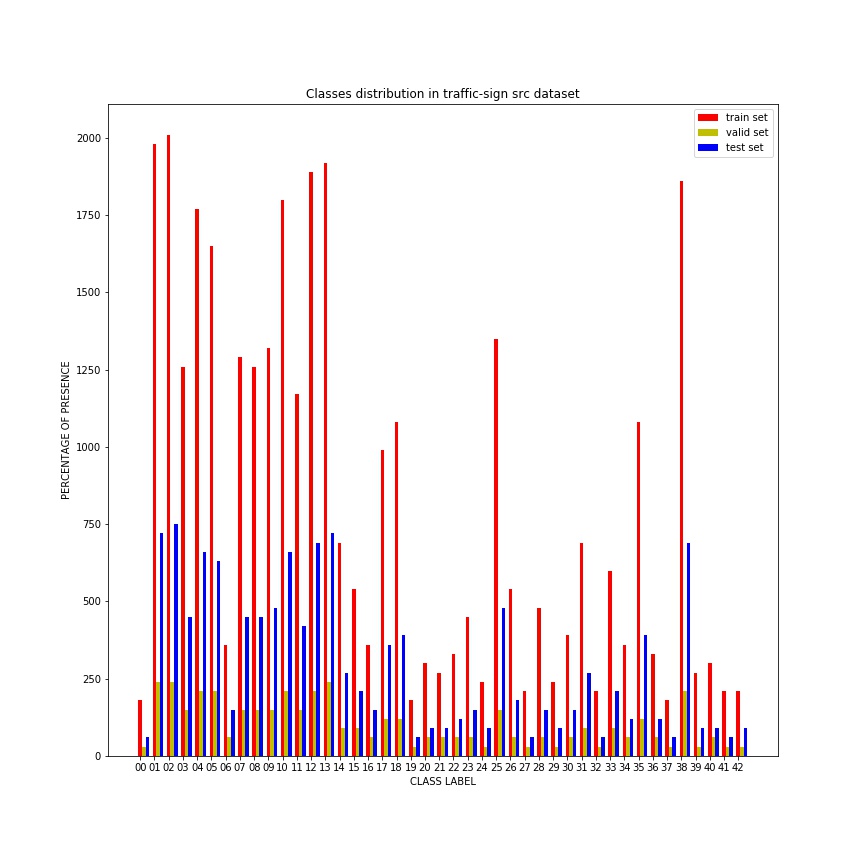 Classes distribution in traffic-sign src dataset
train set
valid set
test set
2000
1750
1500
1250
1000
750
500
250
0
PERCENTAGE OF PRESENCE
00 01 02 03 04 05 06 07 08 09 10 11 12 13 14 15 16 17 18 19 20 21 22 23 24 25 26 27 28 29 30 31 32 33 34 35 36 37 38 39 40 41 42
CLASS LABEL